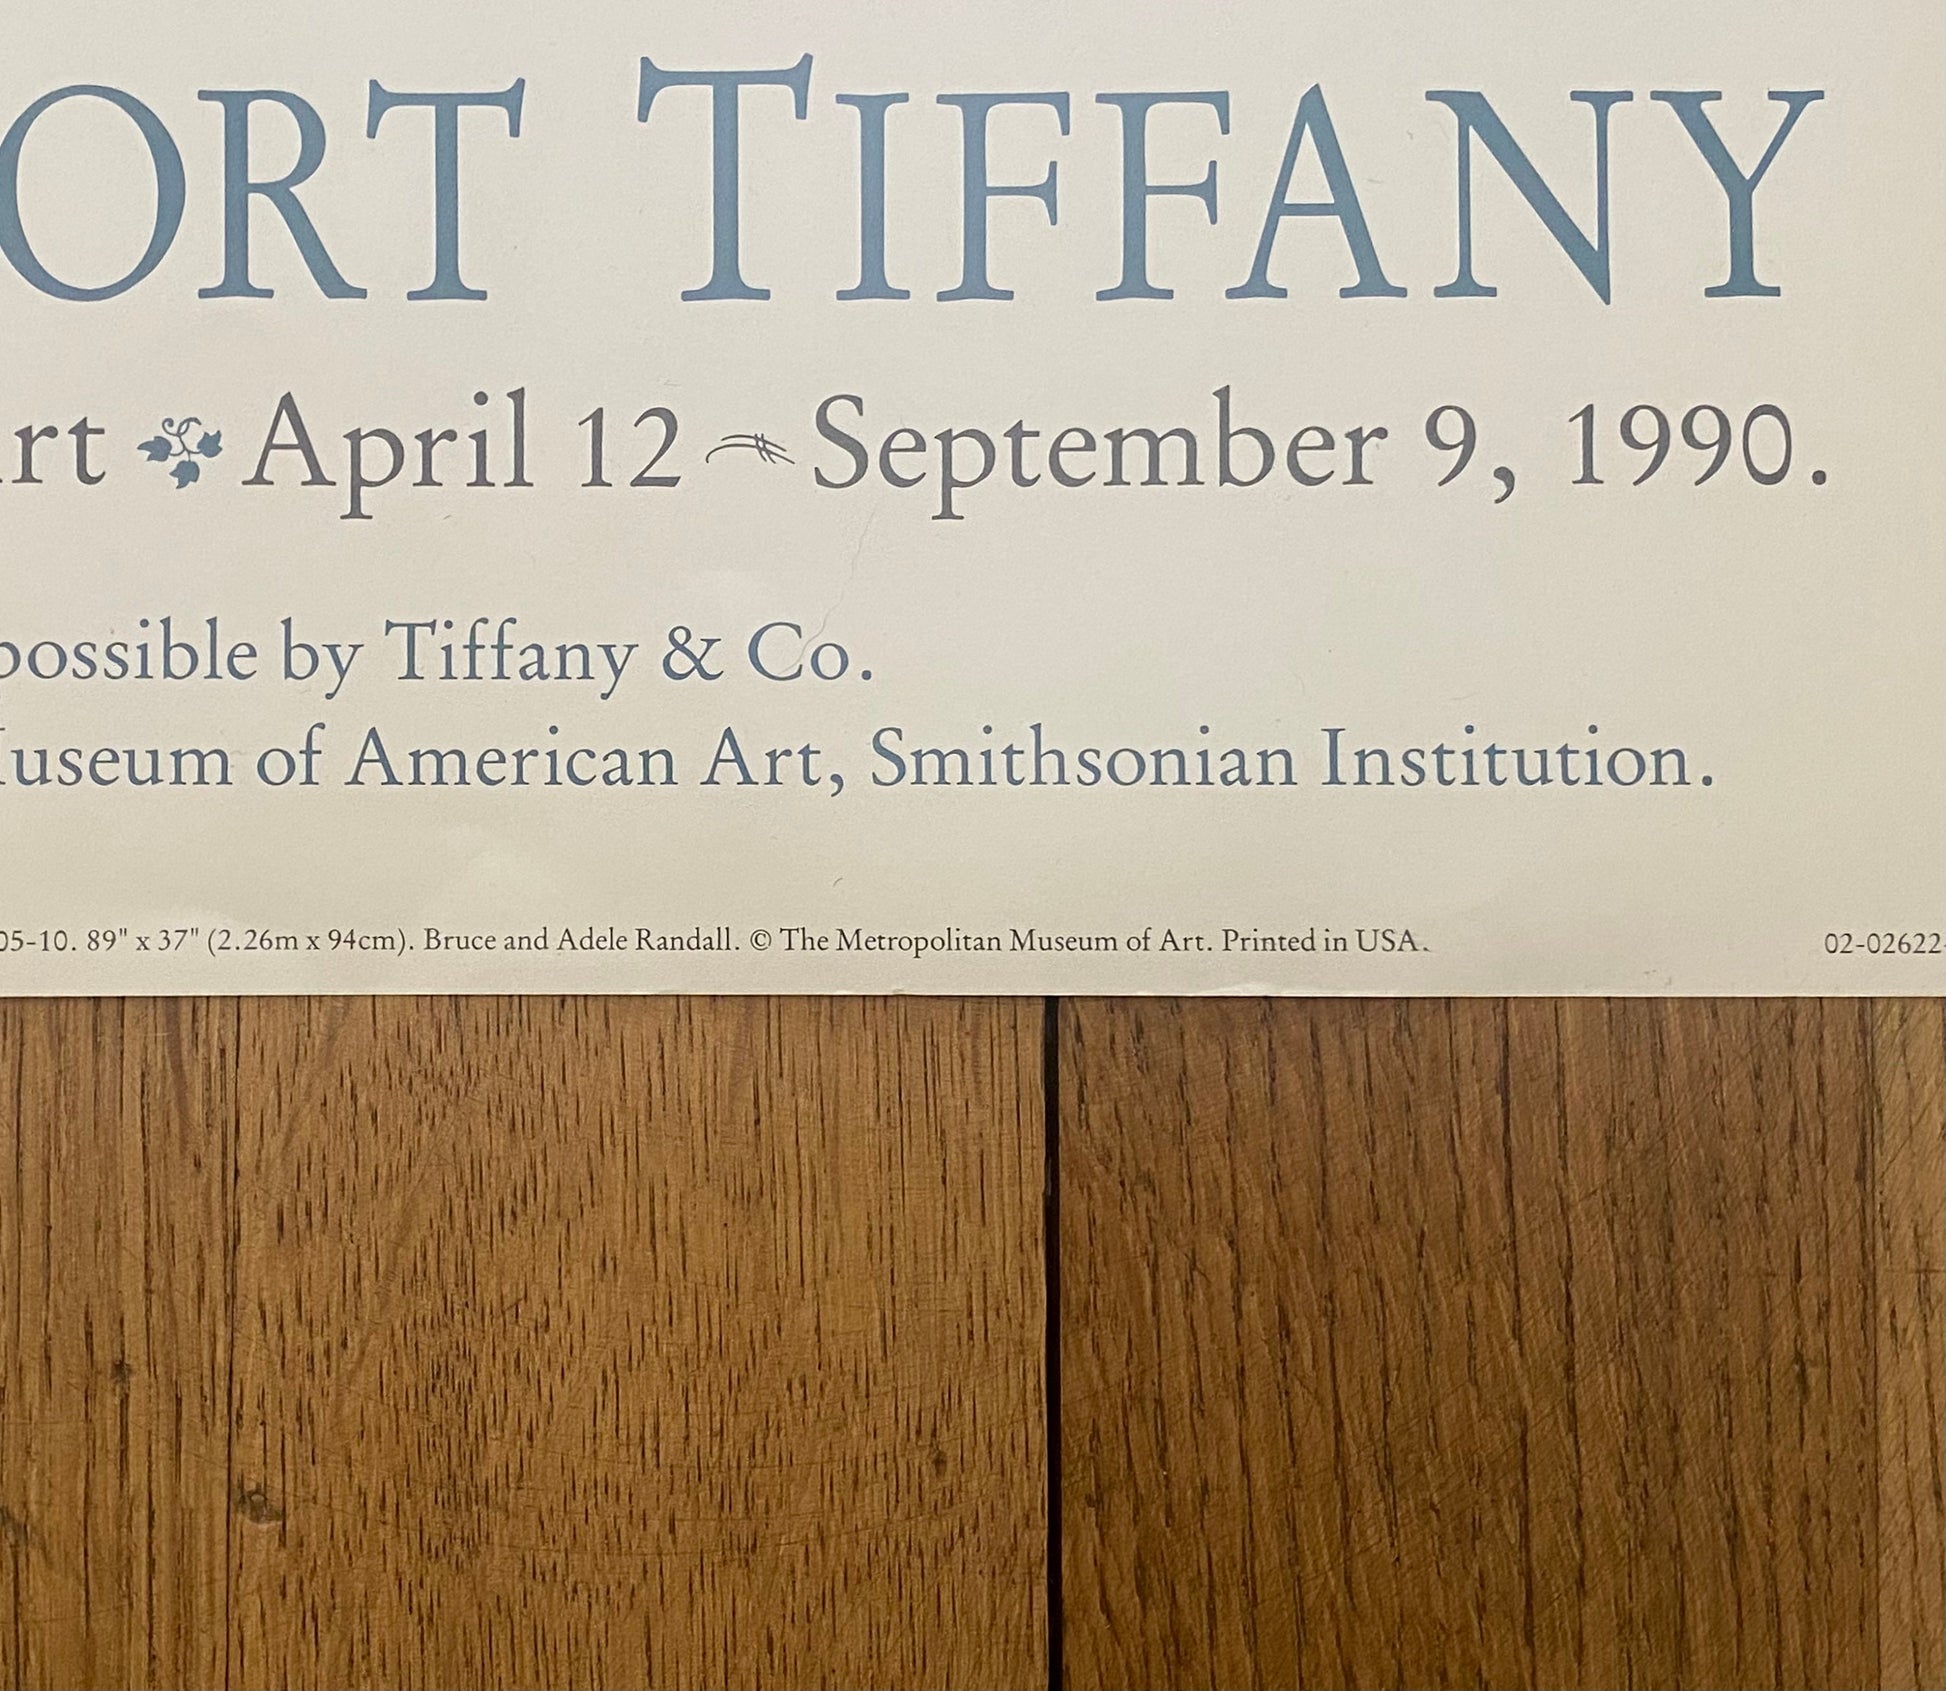 ORT TIFFANY
rt April 12 ~ September 9, 1990.
possible by Tiffany & Co.
useum of American Art, Smithsonian Institution.
05-10. 89" x 37" (2.26m x 94cm). Bruce and Adele Randall. © The Metropolitan Museum of Art. Printed in USA. 02-02622-